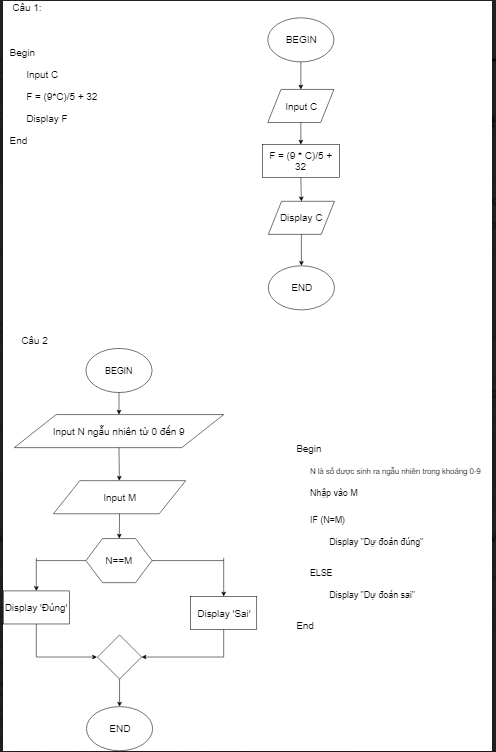 Câu 1:
Begin
Input C
F = (9*C)/5 + 32
Display F
End
BEGIN
Input C
F = (9 * C)/5 +
32
Display C
END
Câu 2
BEGIN
Input N ngẫu nhiên từ 0 đến 9
Input M
N==M
Display 'Đúng'
Display 'Sai'
END
Begin
N là số được sinh ra ngẫu nhiên trong khoảng 0-9
Nhập vào M
IF (N=M)
Display "Dự đoán đúng"
ELSE
Display "Dự đoán sai"
End